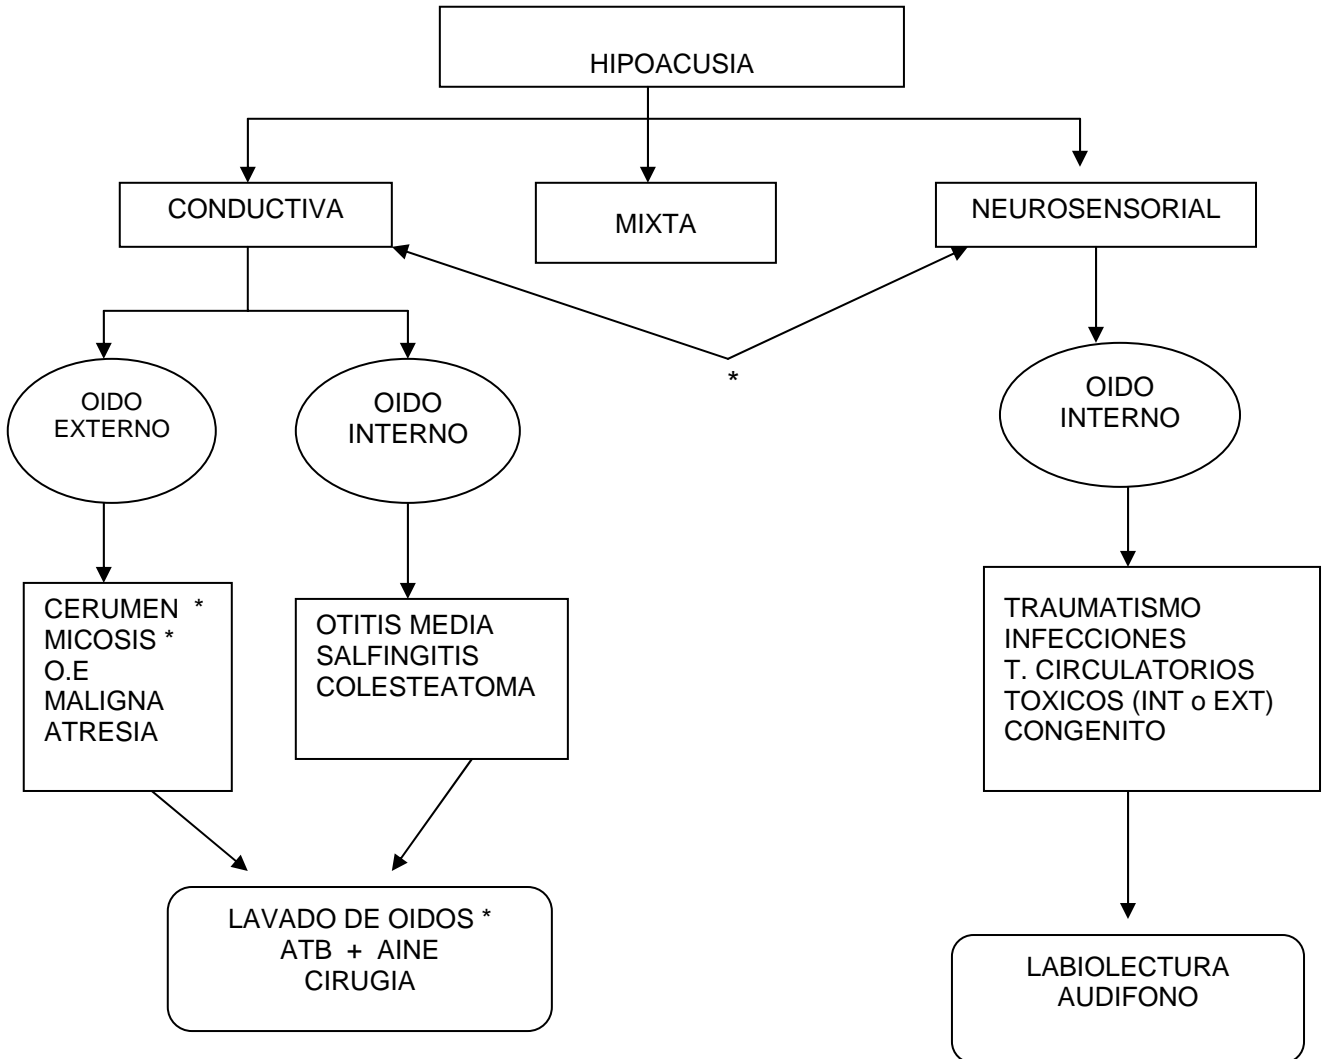 HIPOACUSIA
CONDUCTIVA
MIXTA
NEUROSENSORIAL
*
OIDO
EXTERNO
OIDO
INTERNO
OIDO
INTERNO
CERUMEN *
MICOSIS *
O.E
MALIGNA
ATRESIA
OTITIS MEDIA
SALFINGITIS
COLESTEATOMA
TRAUMATISMO
INFECCIONES
T. CIRCULATORIOS
TOXICOS (INT o EXT)
CONGENITO
LAVADO DE OIDOS *
ATB + AINE
CIRUGIA
LABIOLECTURA
AUDIFONO